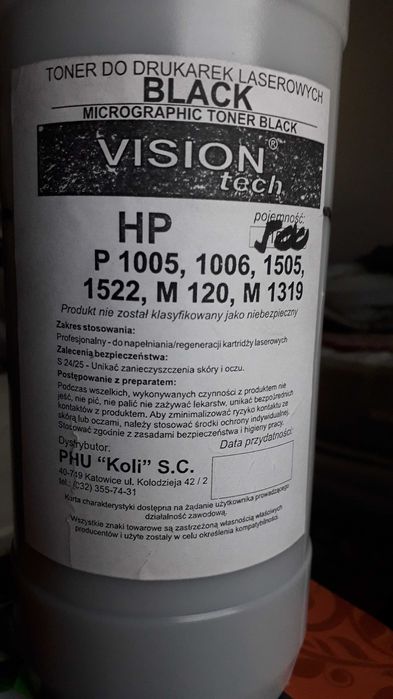 TONER DO DRUKAREK LASEROWYCH
BLACK
MICROGRAPHIC TONER BLACK
VISION®
tech
HP
pojemność:
500
P 1005, 1006, 1505,
1522, M 120, M 1319
Produkt nie został klasyfikowany jako niebezpieczny
Zakres stosowania:
Profesjonalny - do napełniania/regeneracji kartridży laserowych
Zalecenia bezpieczeństwa:
S 24/25 - Unikać zanieczyszczenia skóry i oczu.
Postępowanie z preparatem:
Podczas wszelkich, wykonywanych czynności z produktem nie
jeść, nie pić, nie palić nie zażywać lekarstw, unikać bezpośrednich
kontaktów z produktem. Aby zminimalizować ryzyko kontaktu ze
skórą lub oczami, należy stosować środki ochrony indywidualnej.
Stosować zgodnie z zasadami bezpieczeństwa i higieny pracy.
Dystrybutor:
Data przydatności:
PHU "Koli" S.C.
40-749 Katowice ul. Kołodzieja 42 / 2
tel.: (032) 355-74-31
Karta charakterystyki dostępna na żądanie użytkownika prowadzącego
działalność zawodową.
Wszystkie znaki towarowe są zastrzeżoną własnością właściwych
producentów i użyte zostały w celu określenia kompatybilności.